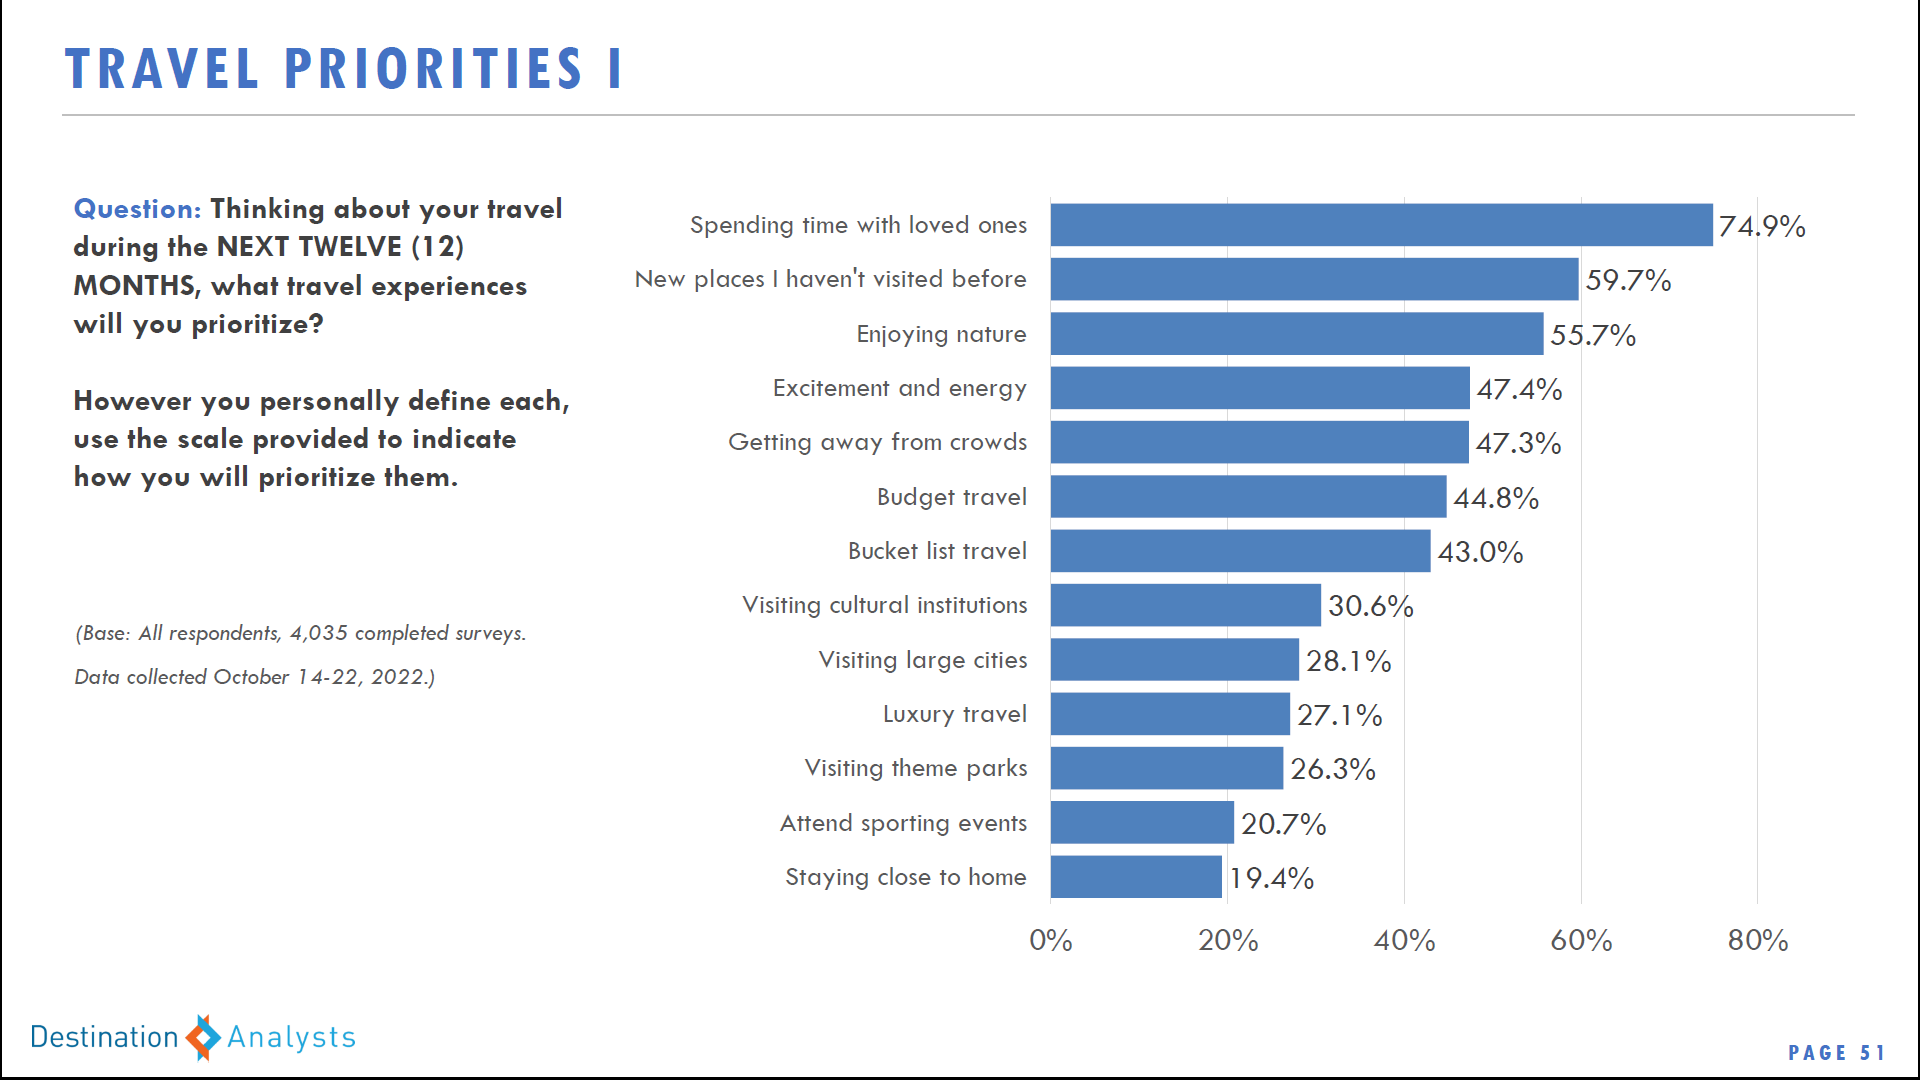 TRAVEL PRIORITIES I
Question: Thinking about your travel
during the NEXT TWELVE (12)
MONTHS, what travel experiences
will you prioritize?
However you personally define each,
use the scale provided to indicate
how you will prioritize them.
(Base: All respondents, 4,035 completed surveys.
Data collected October 14-22, 2022.)
Spending time with loved ones 74.9%
New places I haven't visited before 59.7%
Enjoying nature 55.7%
Excitement and energy 47.4%
Getting away from crowds 47.3%
Budget travel 44.8%
Bucket list travel 43.0%
Visiting cultural institutions 30.6%
Visiting large cities 28.1%
Luxury travel 27.1%
Visiting theme parks 26.3%
Attend sporting events 20.7%
Staying close to home 19.4%
0% 20% 40% 60% 80%
Destination Analysts
PAGE 51